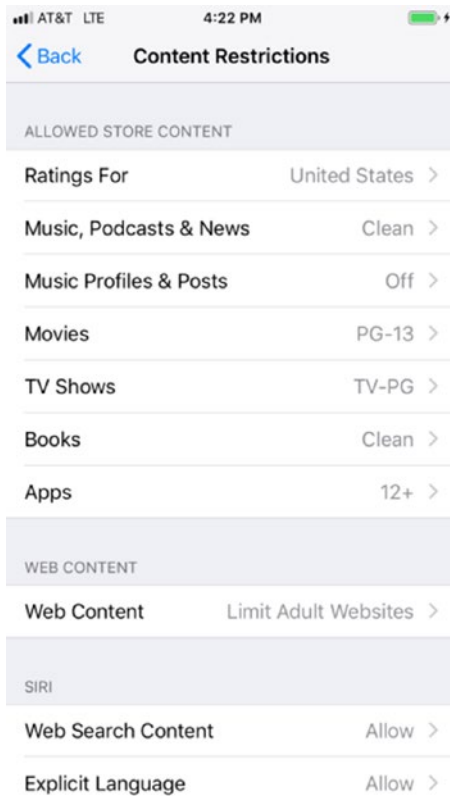 AT&T LTE 4:22 PM
Back Content Restrictions
ALLOWED STORE CONTENT
Ratings For United States
Music, Podcasts & News Clean
Music Profiles & Posts Off
Movies PG-13
TV Shows TV-PG
Books Clean
Apps 12+
WEB CONTENT
Web Content Limit Adult Websites
SIRI
Web Search Content Allow
Explicit Language Allow